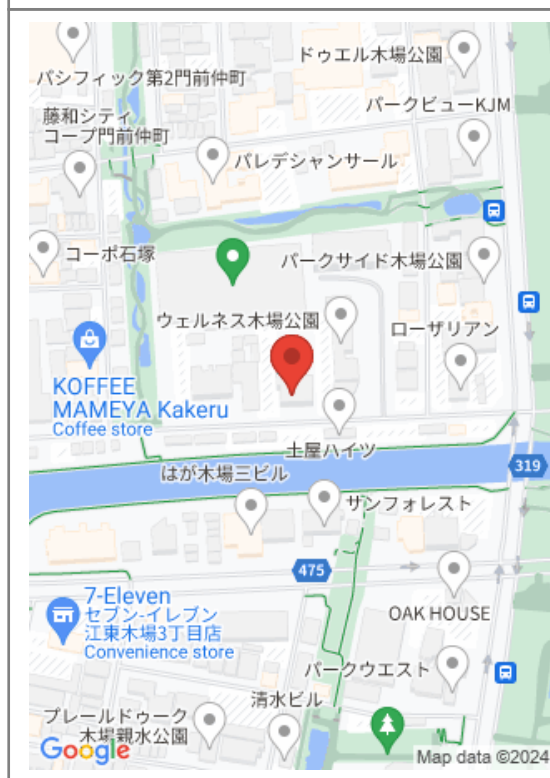 ドゥエル木場公園
パシフィック第2門前仲町
パークビューKJM
藤和シティ
コープ門前仲町
パレデシャンサール
コーポ石塚
パークサイド木場公園
ウェルネス木場公園
ローザリアン
KOFFEE
MAMEYA Kakeru
Coffee store
土屋ハイツ
はが木場三ビル
319
サンフォレスト
475
7-Eleven
セブン-イレブン
江東木場3丁目店
Convenience store
OAK HOUSE
パークウエスト
清水ビル
プレールドゥーク
木場親水公園
Google
Map data ©2024